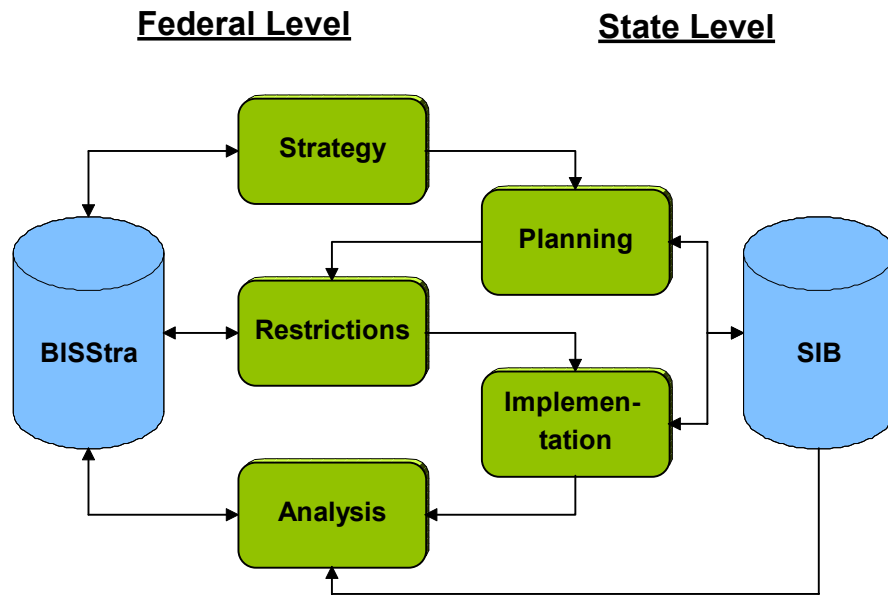 Federal Level
State Level
Strategy
Planning
Restrictions
BISStra
SIB
Implemen-
tation
Analysis